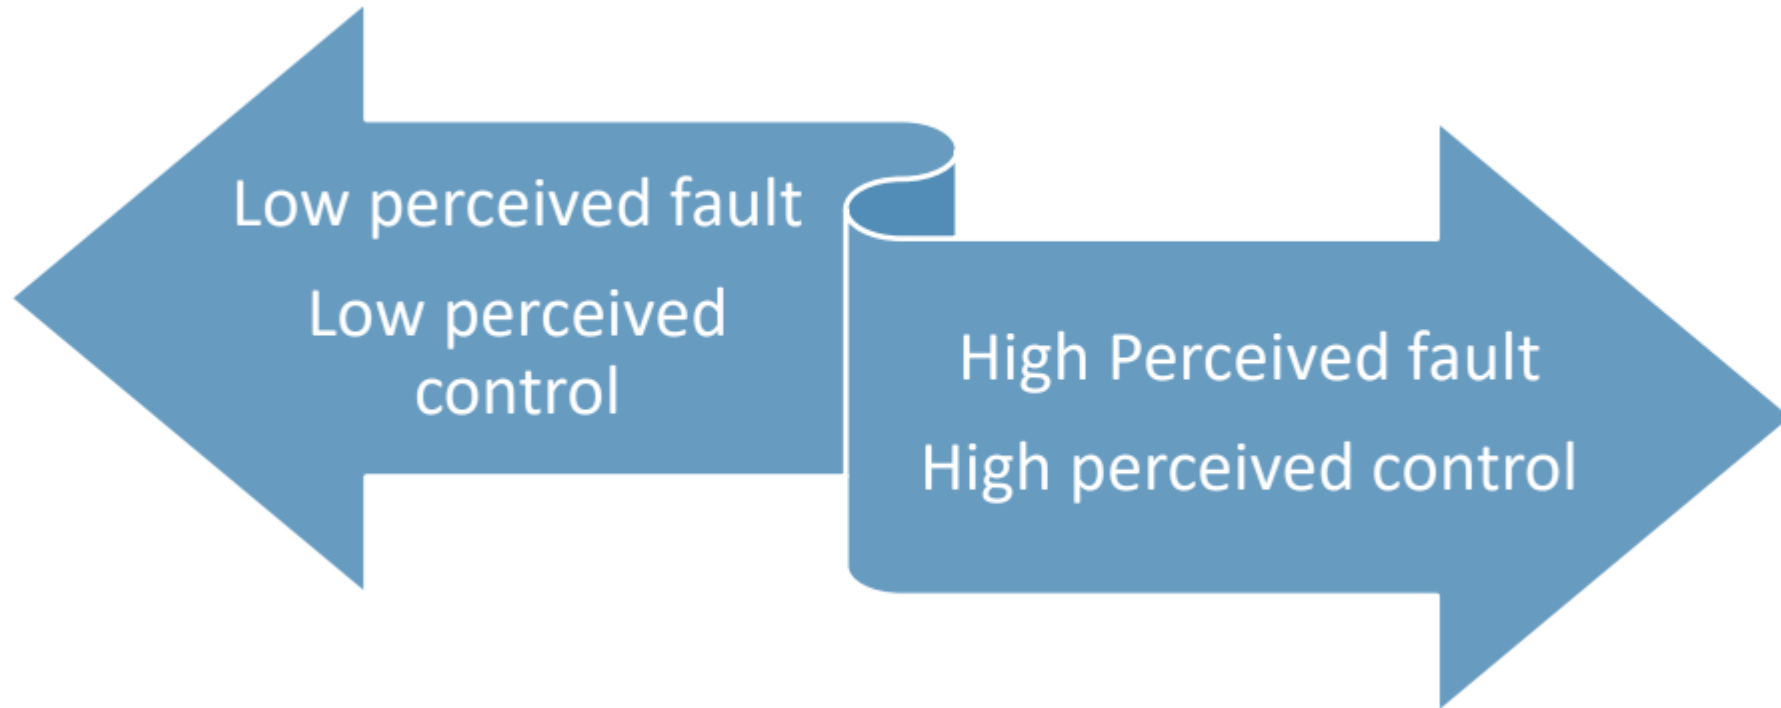 Low perceived fault
Low perceived
control
High Perceived fault
High perceived control